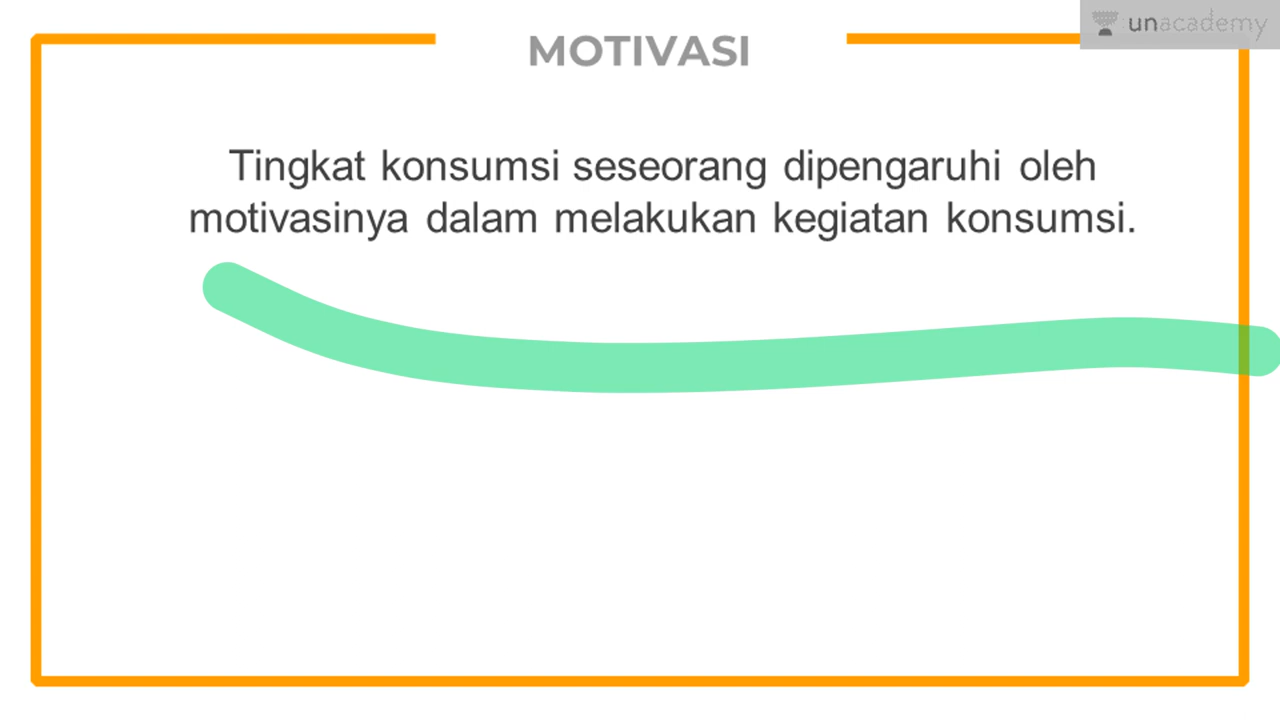 unacademy
MOTIVASI
Tingkat konsumsi seseorang dipengaruhi oleh
motivasinya dalam melakukan kegiatan konsumsi.